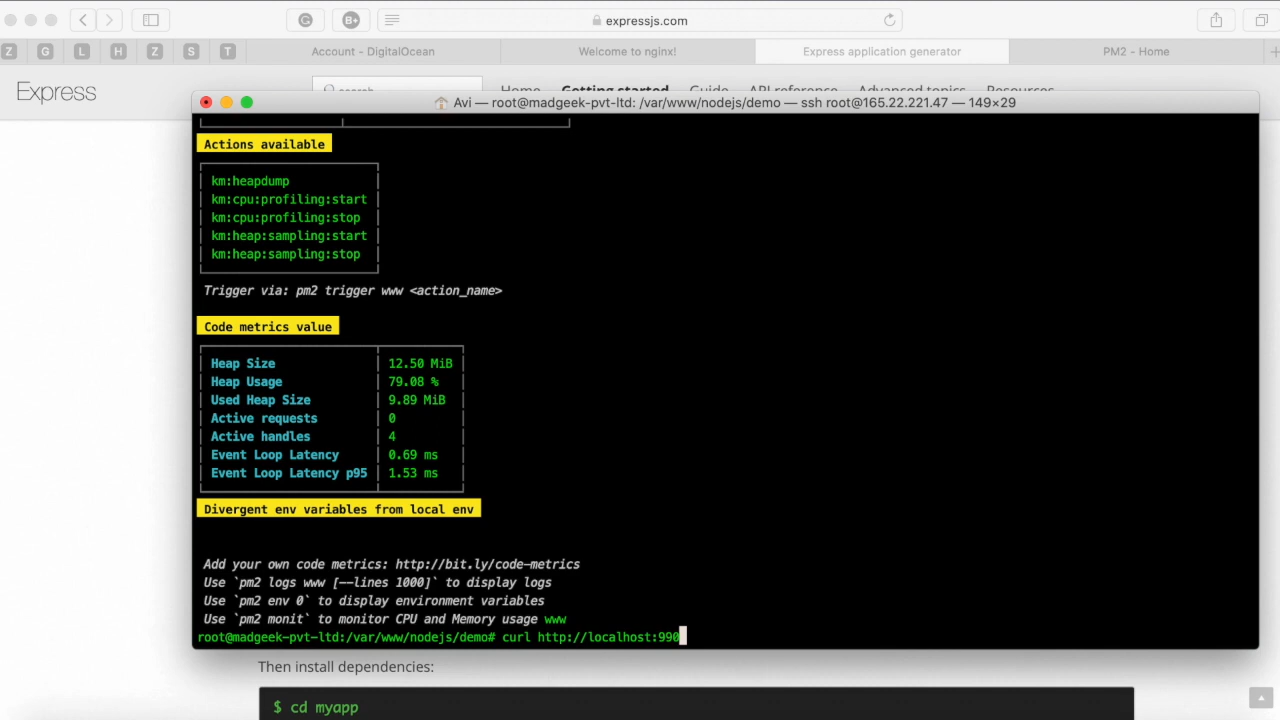 expressjs.com
Z G L H Z S T
Account - DigitalOcean
Welcome to nginx!
Express application generator
PM2 - Home
Express
search
Home Getting started Guide API reference Advanced topics Resources
Avi — root@madgeek-pvt-ltd: /var/www/nodejs/demo — ssh root@165.22.221.47 — 149×29
Actions available
km:heapdump
km:cpu:profiling:start
km:cpu:profiling:stop
km:heap:sampling:start
km:heap:sampling:stop
Trigger via: pm2 trigger www <action_name>
Code metrics value
Heap Size 12.50 MiB
Heap Usage 79.08 %
Used Heap Size 9.89 MiB
Active requests 0
Active handles 4
Event Loop Latency 0.69 ms
Event Loop Latency p95 1.53 ms
Divergent env variables from local env
Add your own code metrics: http://bit.ly/code-metrics
Use `pm2 logs www [--lines 1000]` to display logs
Use `pm2 env 0` to display environment variables
Use `pm2 monit` to monitor CPU and Memory usage www
root@madgeek-pvt-ltd:/var/www/nodejs/demo# curl http://localhost:990
Then install dependencies:
$ cd myapp